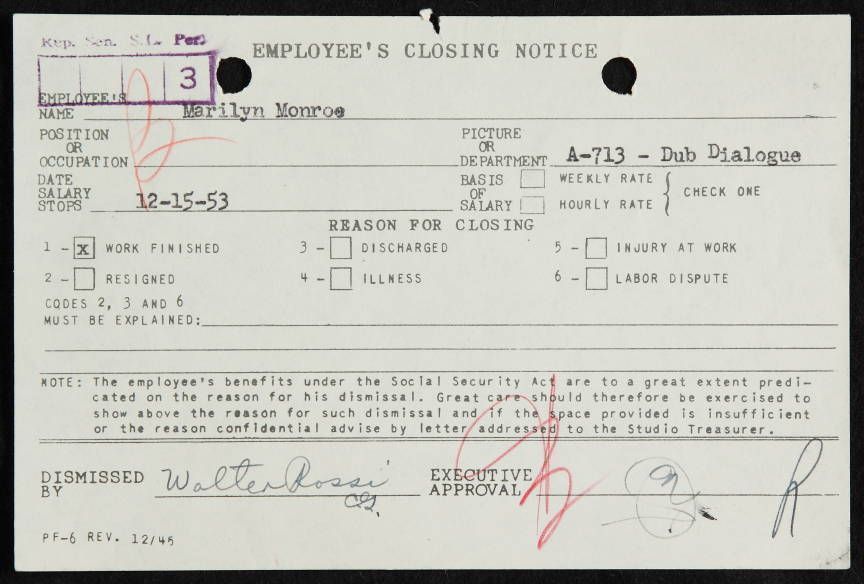 Rep. Sen. S.L. Per.
3
EMPLOYEE'S CLOSING NOTICE
EMPLOYEE'S
NAME Marilyn Monroe
POSITION
OR
OCCUPATION
PICTURE
OR
DEPARTMENT A-713 - Dub Dialogue
DATE
SALARY
STOPS 12-15-53
BASIS
OF
SALARY
WEEKLY RATE
HOURLY RATE
CHECK ONE
REASON FOR CLOSING
1 - X WORK FINISHED 3 - DISCHARGED 5 - INJURY AT WORK
2 - RESIGNED 4 - ILLNESS 6 - LABOR DISPUTE
CODES 2, 3 AND 6
MUST BE EXPLAINED:
NOTE: The employee's benefits under the Social Security Act are to a great extent predi-
cated on the reason for his dismissal. Great care should therefore be exercised to
show above the reason for such dismissal and if the space provided is insufficient
or the reason confidential advise by letter addressed to the Studio Treasurer.
DISMISSED
BY Walter Rossi
EXECUTIVE
APPROVAL
R
PF-6 REV. 12/45